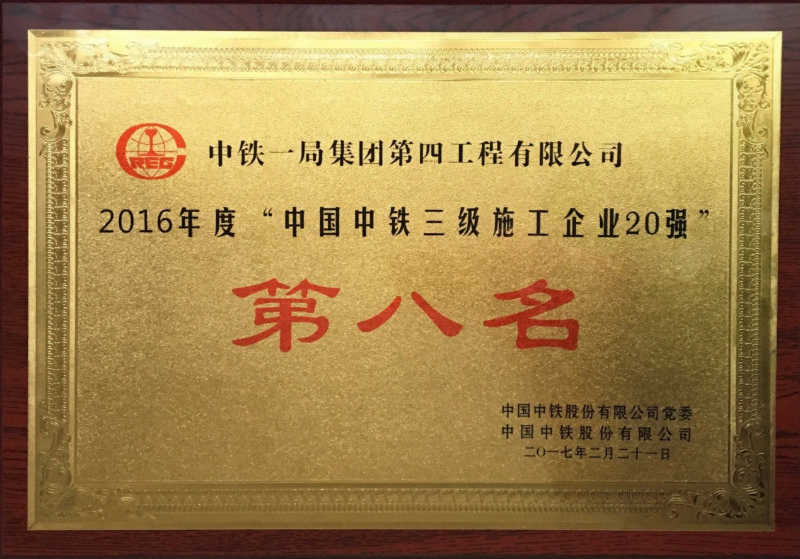 CREG 中铁一局集团第四工程有限公司
2016年度“中国中铁三级施工企业20强”
第八名
中国中铁股份有限公司党委
中国中铁股份有限公司
二〇一七年二月二十一日